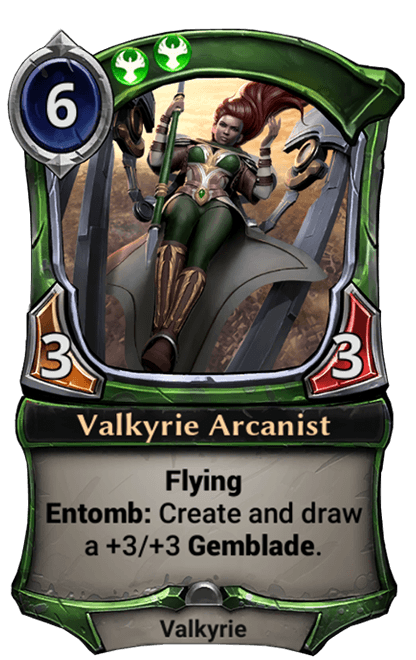 6
3
3
Valkyrie Arcanist
Flying
Entomb: Create and draw
a +3/+3 Gemblade.
Valkyrie